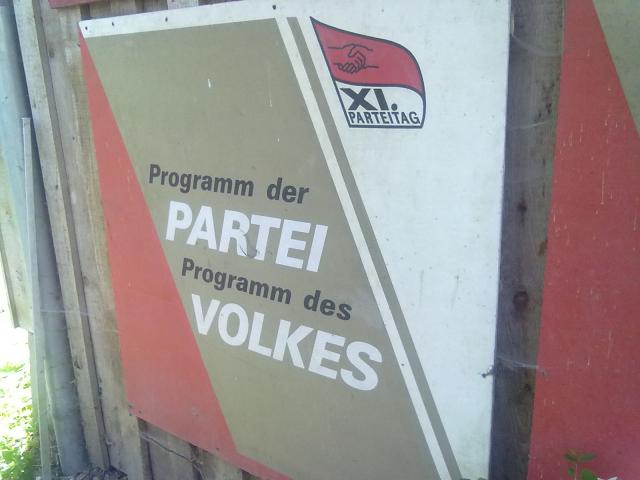 XI.
PARTEITAG
Programm der
PARTEI
Programm des
VOLKES